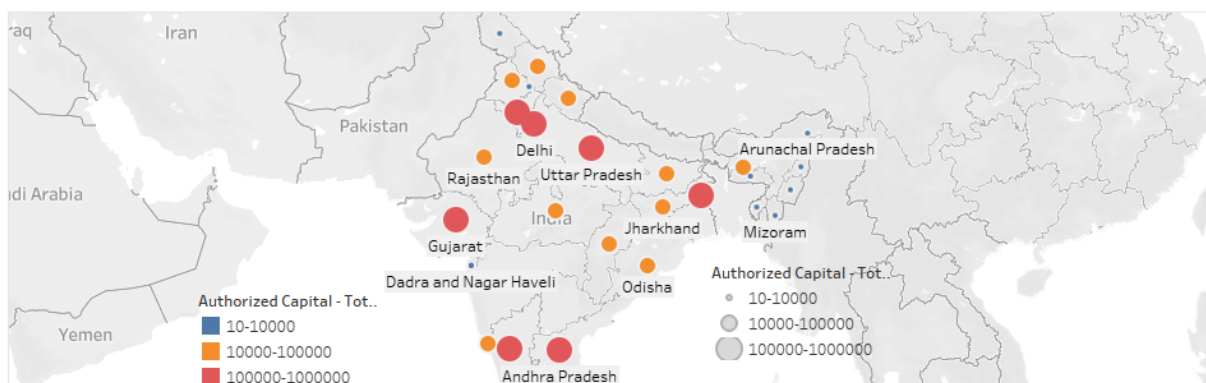 raq
Iran
Pakistan
udi Arabia
Yemen
India
Delhi
Arunachal Pradesh
Uttar Pradesh
Rajasthan
Jharkhand
Mizoram
Gujarat
Dadra and Nagar Haveli
Odisha
Andhra Pradesh
Authorized Capital - Tot..
10-10000
10000-100000
100000-1000000
Authorized Capital - Tot..
10-10000
10000-100000
100000-1000000